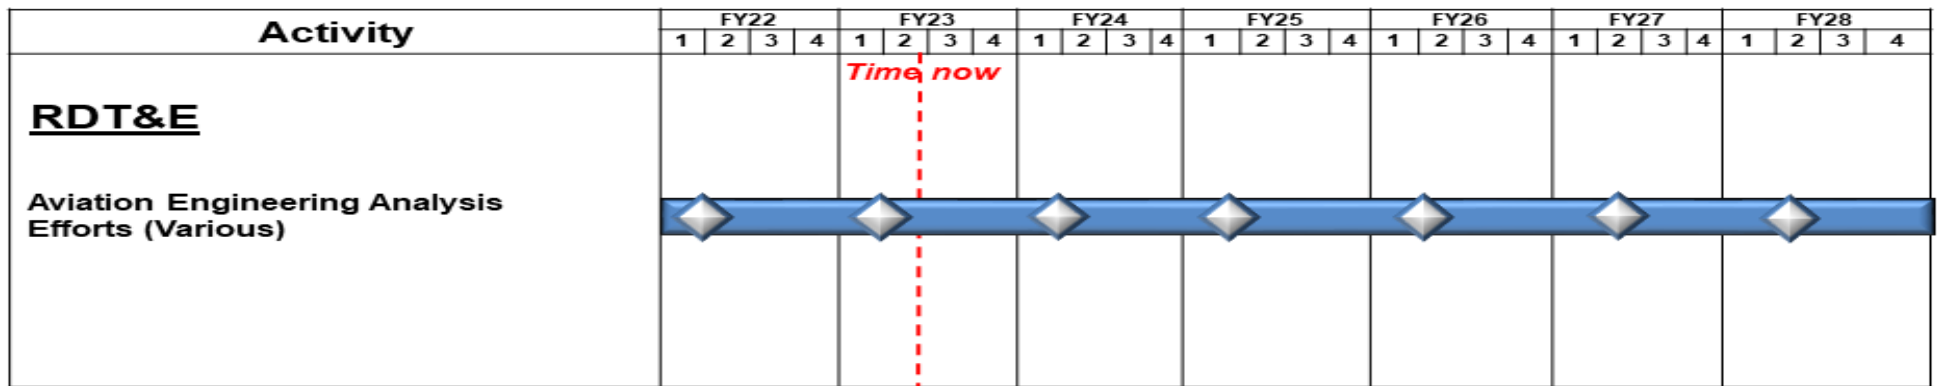 Activity
FY22 FY23 FY24 FY25 FY26 FY27 FY28
1 2 3 4 1 2 3 4 1 2 3 4 1 2 3 4 1 2 3 4 1 2 3 4 1 2 3 4
Time now
RDT&E
Aviation Engineering Analysis
Efforts (Various)